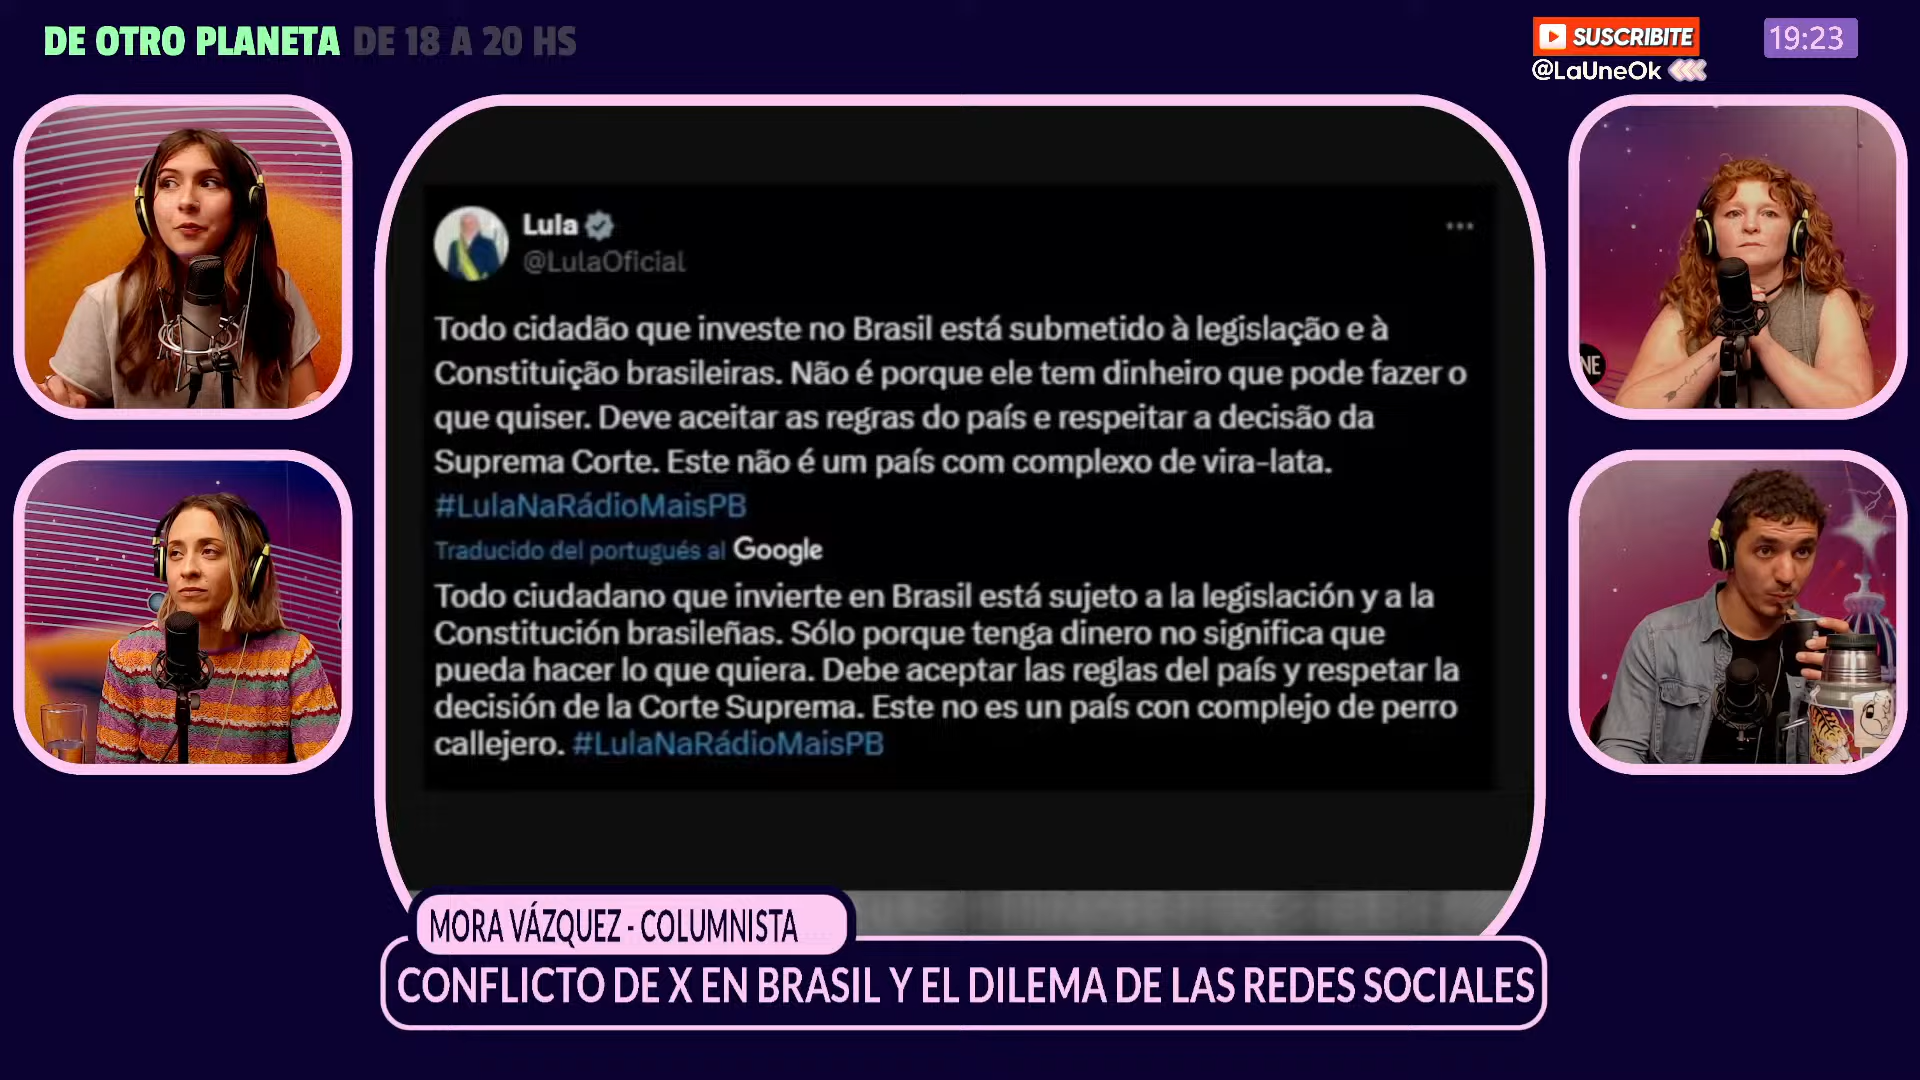 DE OTRO PLANETA DE 18 A 20 HS
SUSCRIBITE
@LaUneOk
19:23
Lula
@LulaOficial
Todo cidadão que investe no Brasil está submetido à legislação e à
Constituição brasileiras. Não é porque ele tem dinheiro que pode fazer o
que quiser. Deve aceitar as regras do país e respeitar a decisão da
Suprema Corte. Este não é um país com complexo de vira-lata.
#LulaNaRádioMaisPB
Traducido del portugués al Google
Todo ciudadano que invierte en Brasil está sujeto a la legislación y a la
Constitución brasileñas. Sólo porque tenga dinero no significa que
pueda hacer lo que quiera. Debe aceptar las reglas del país y respetar la
decisión de la Corte Suprema. Este no es un país con complejo de perro
callejero. #LulaNaRádioMaisPB
NE
MORA VÁZQUEZ - COLUMNISTA
CONFLICTO DE X EN BRASIL Y EL DILEMA DE LAS REDES SOCIALES